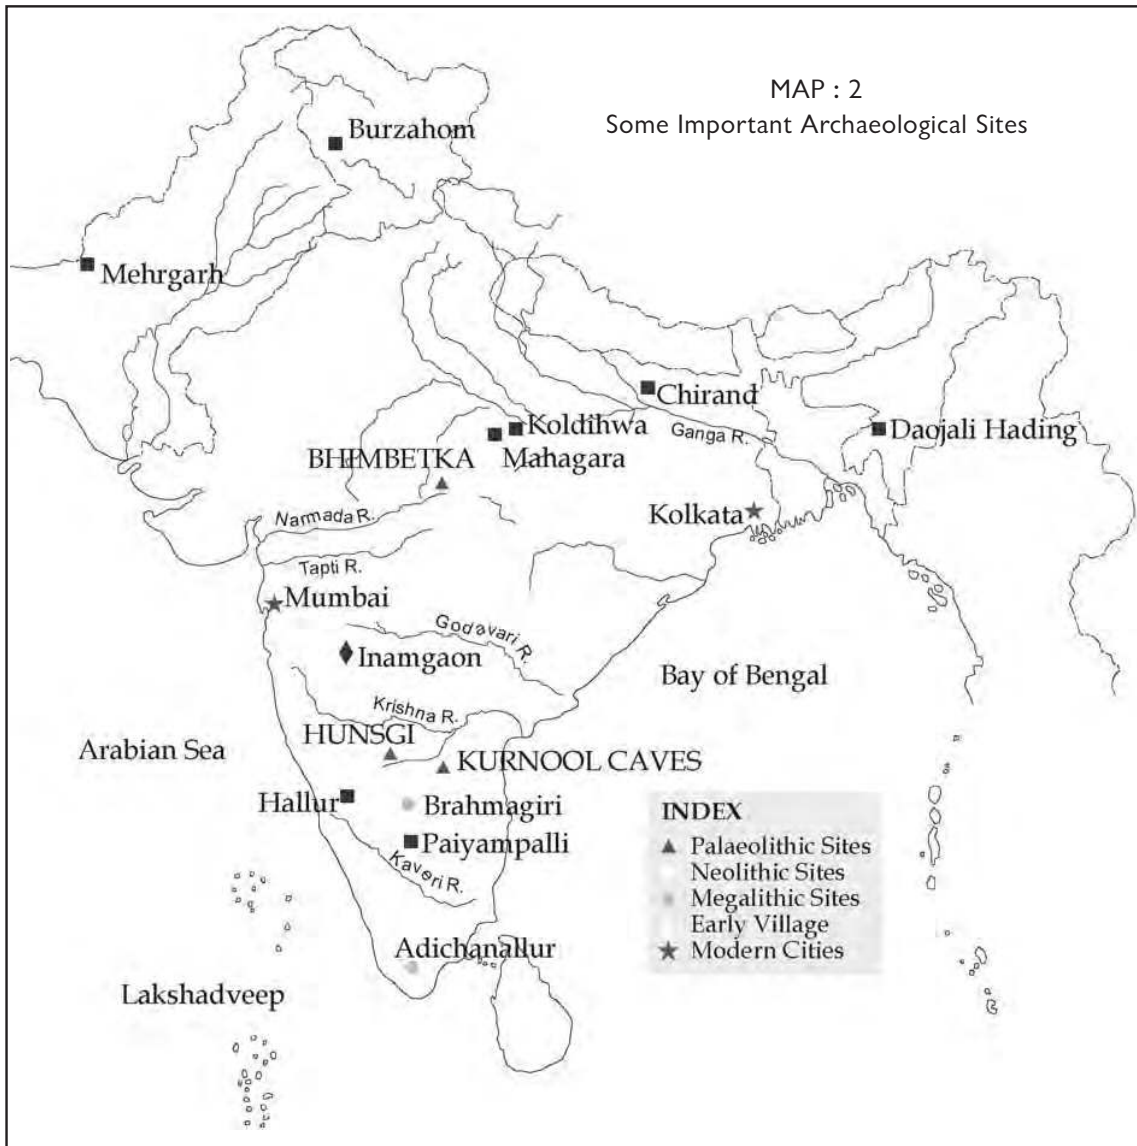 MAP : 2
Some Important Archaeological Sites
Burzahom
Mehrgarh
Chirand
Koldihwa
Ganga R.
Daojali Hading
BHIMBETKA
Mahagara
Narmada R.
Kolkata
Tapti R.
Mumbai
Godavari R.
Inamgaon
Bay of Bengal
Krishna R.
HUNSGI
Arabian Sea
KURNOOL CAVES
Hallur
Brahmagiri
Paiyampalli
Kaveri R.
INDEX
Palaeolithic Sites
Neolithic Sites
Megalithic Sites
Early Village
Modern Cities
Adichanallur
Lakshadveep